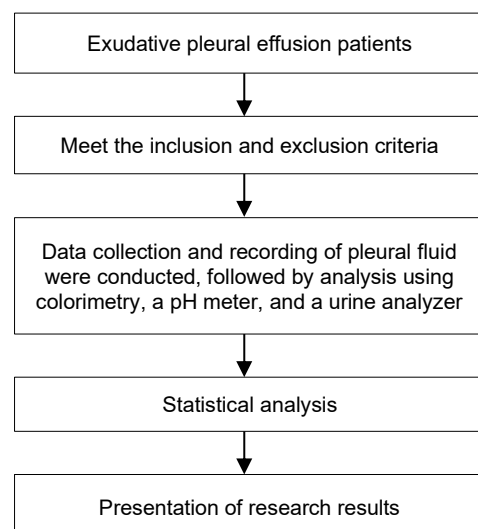 Exudative pleural effusion patients
Meet the inclusion and exclusion criteria
Data collection and recording of pleural fluid
were conducted, followed by analysis using
colorimetry, a pH meter, and a urine analyzer
Statistical analysis
Presentation of research results